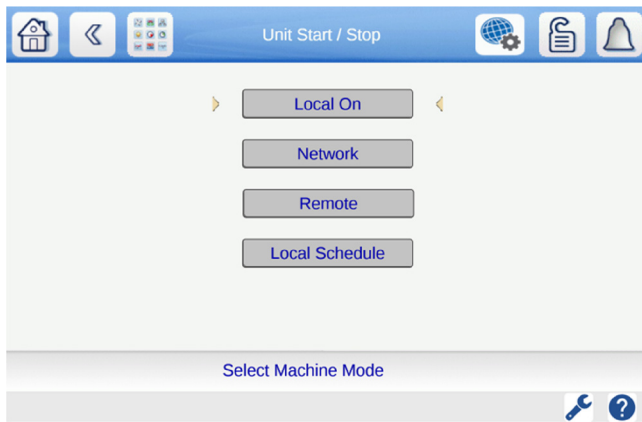 Unit Start / Stop
Local On
Network
Remote
Local Schedule
Select Machine Mode
?